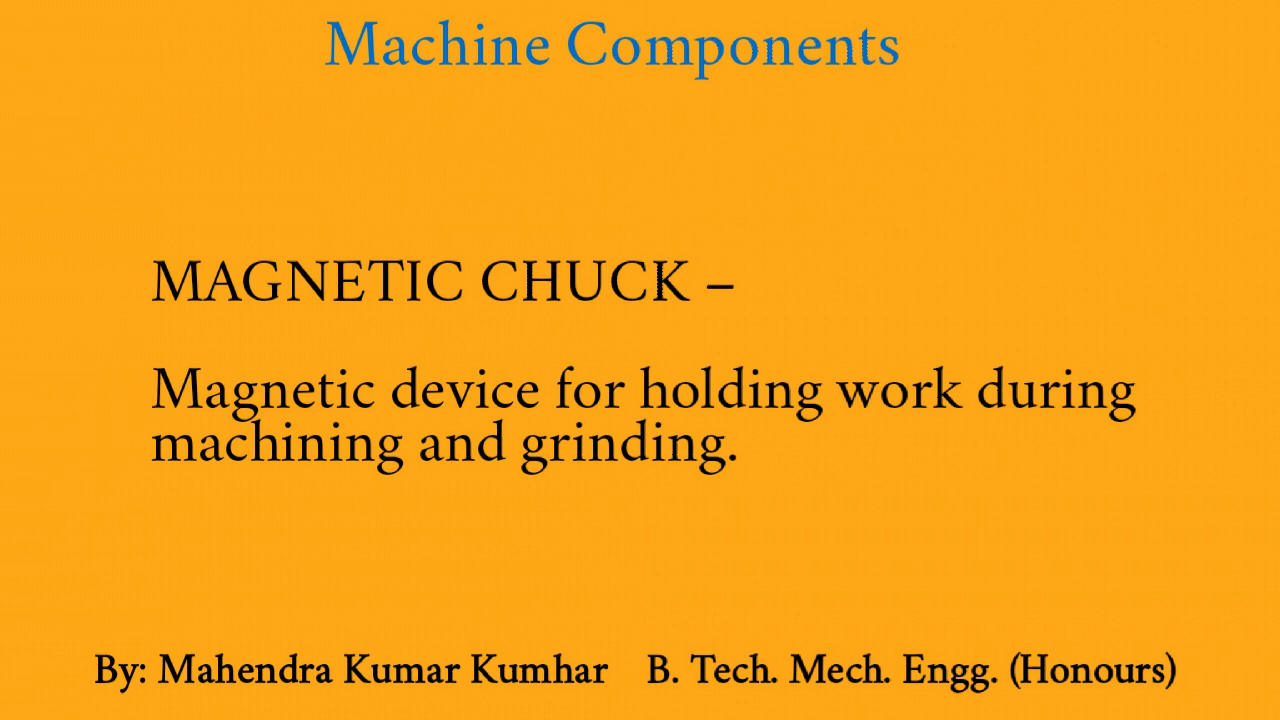 Machine Components
MAGNETIC CHUCK –
Magnetic device for holding work during
machining and grinding.
By: Mahendra Kumar Kumhar B. Tech. Mech. Engg. (Honours)